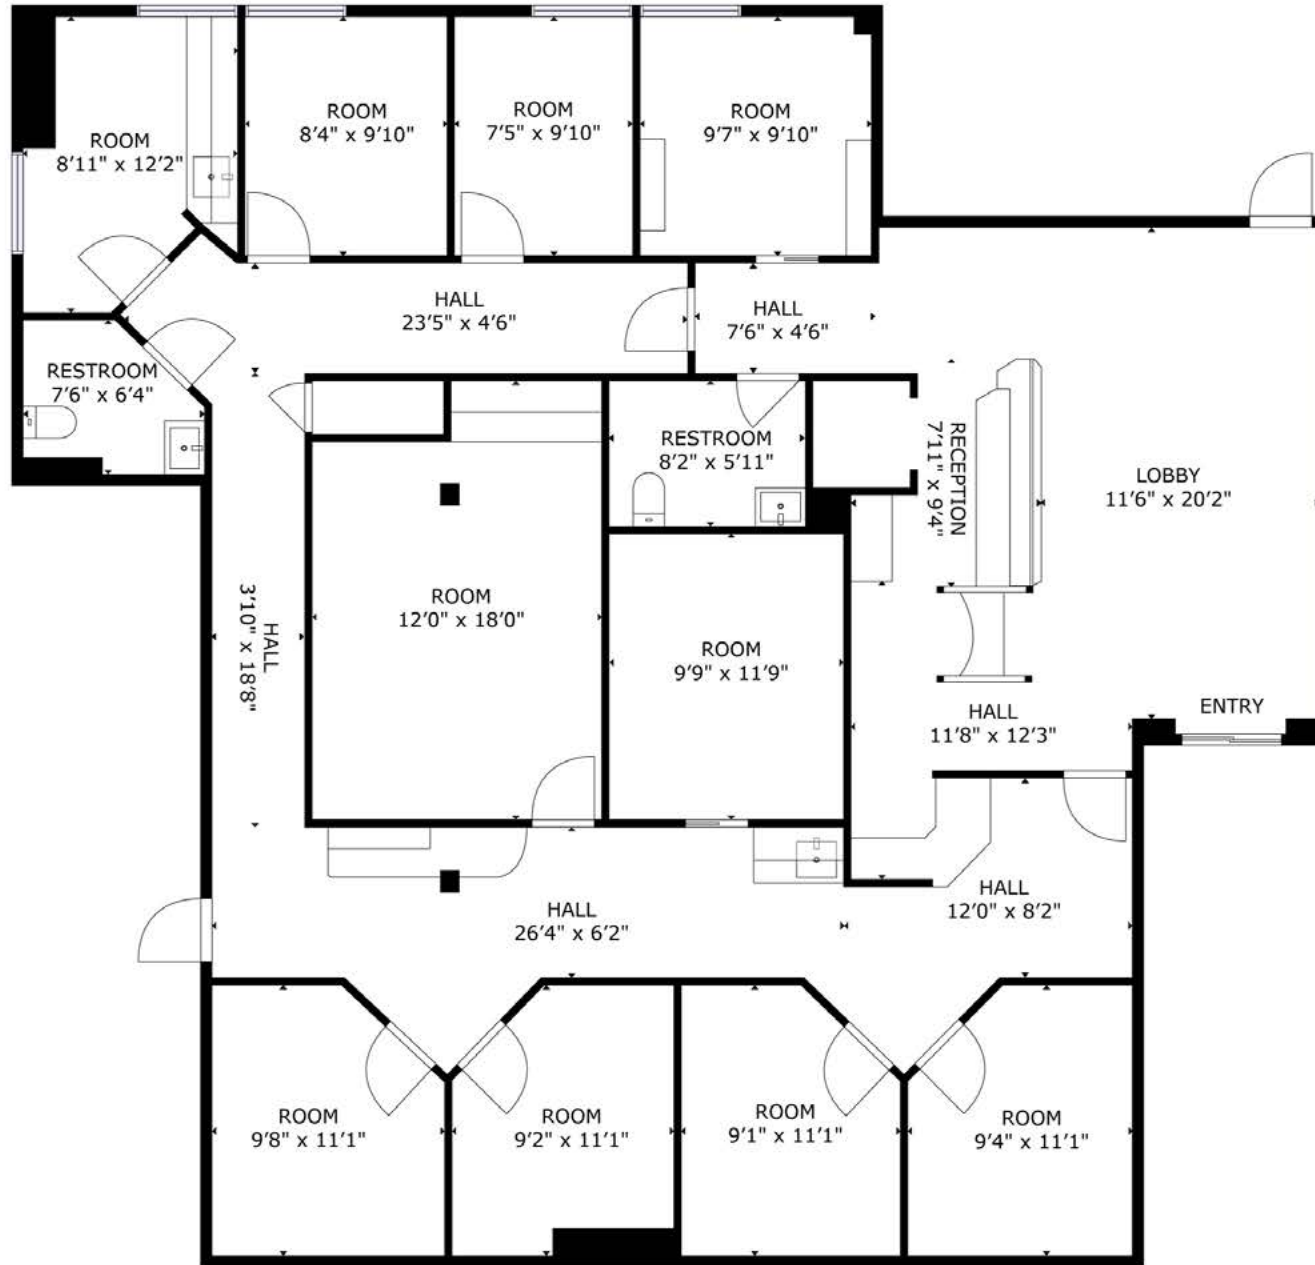 ROOM
8'11" x 12'2"
ROOM
8'4" x 9'10"
ROOM
7'5" x 9'10"
ROOM
9'7" x 9'10"
HALL
23'5" x 4'6"
HALL
7'6" x 4'6"
RESTROOM
7'6" x 6'4"
RESTROOM
8'2" x 5'11"
RECEPTION
7'11" x 9'4"
LOBBY
11'6" x 20'2"
HALL
3'10" x 18'8"
ROOM
12'0" x 18'0"
ROOM
9'9" x 11'9"
HALL
11'8" x 12'3"
ENTRY
HALL
26'4" x 6'2"
HALL
12'0" x 8'2"
ROOM
9'8" x 11'1"
ROOM
9'2" x 11'1"
ROOM
9'1" x 11'1"
ROOM
9'4" x 11'1"